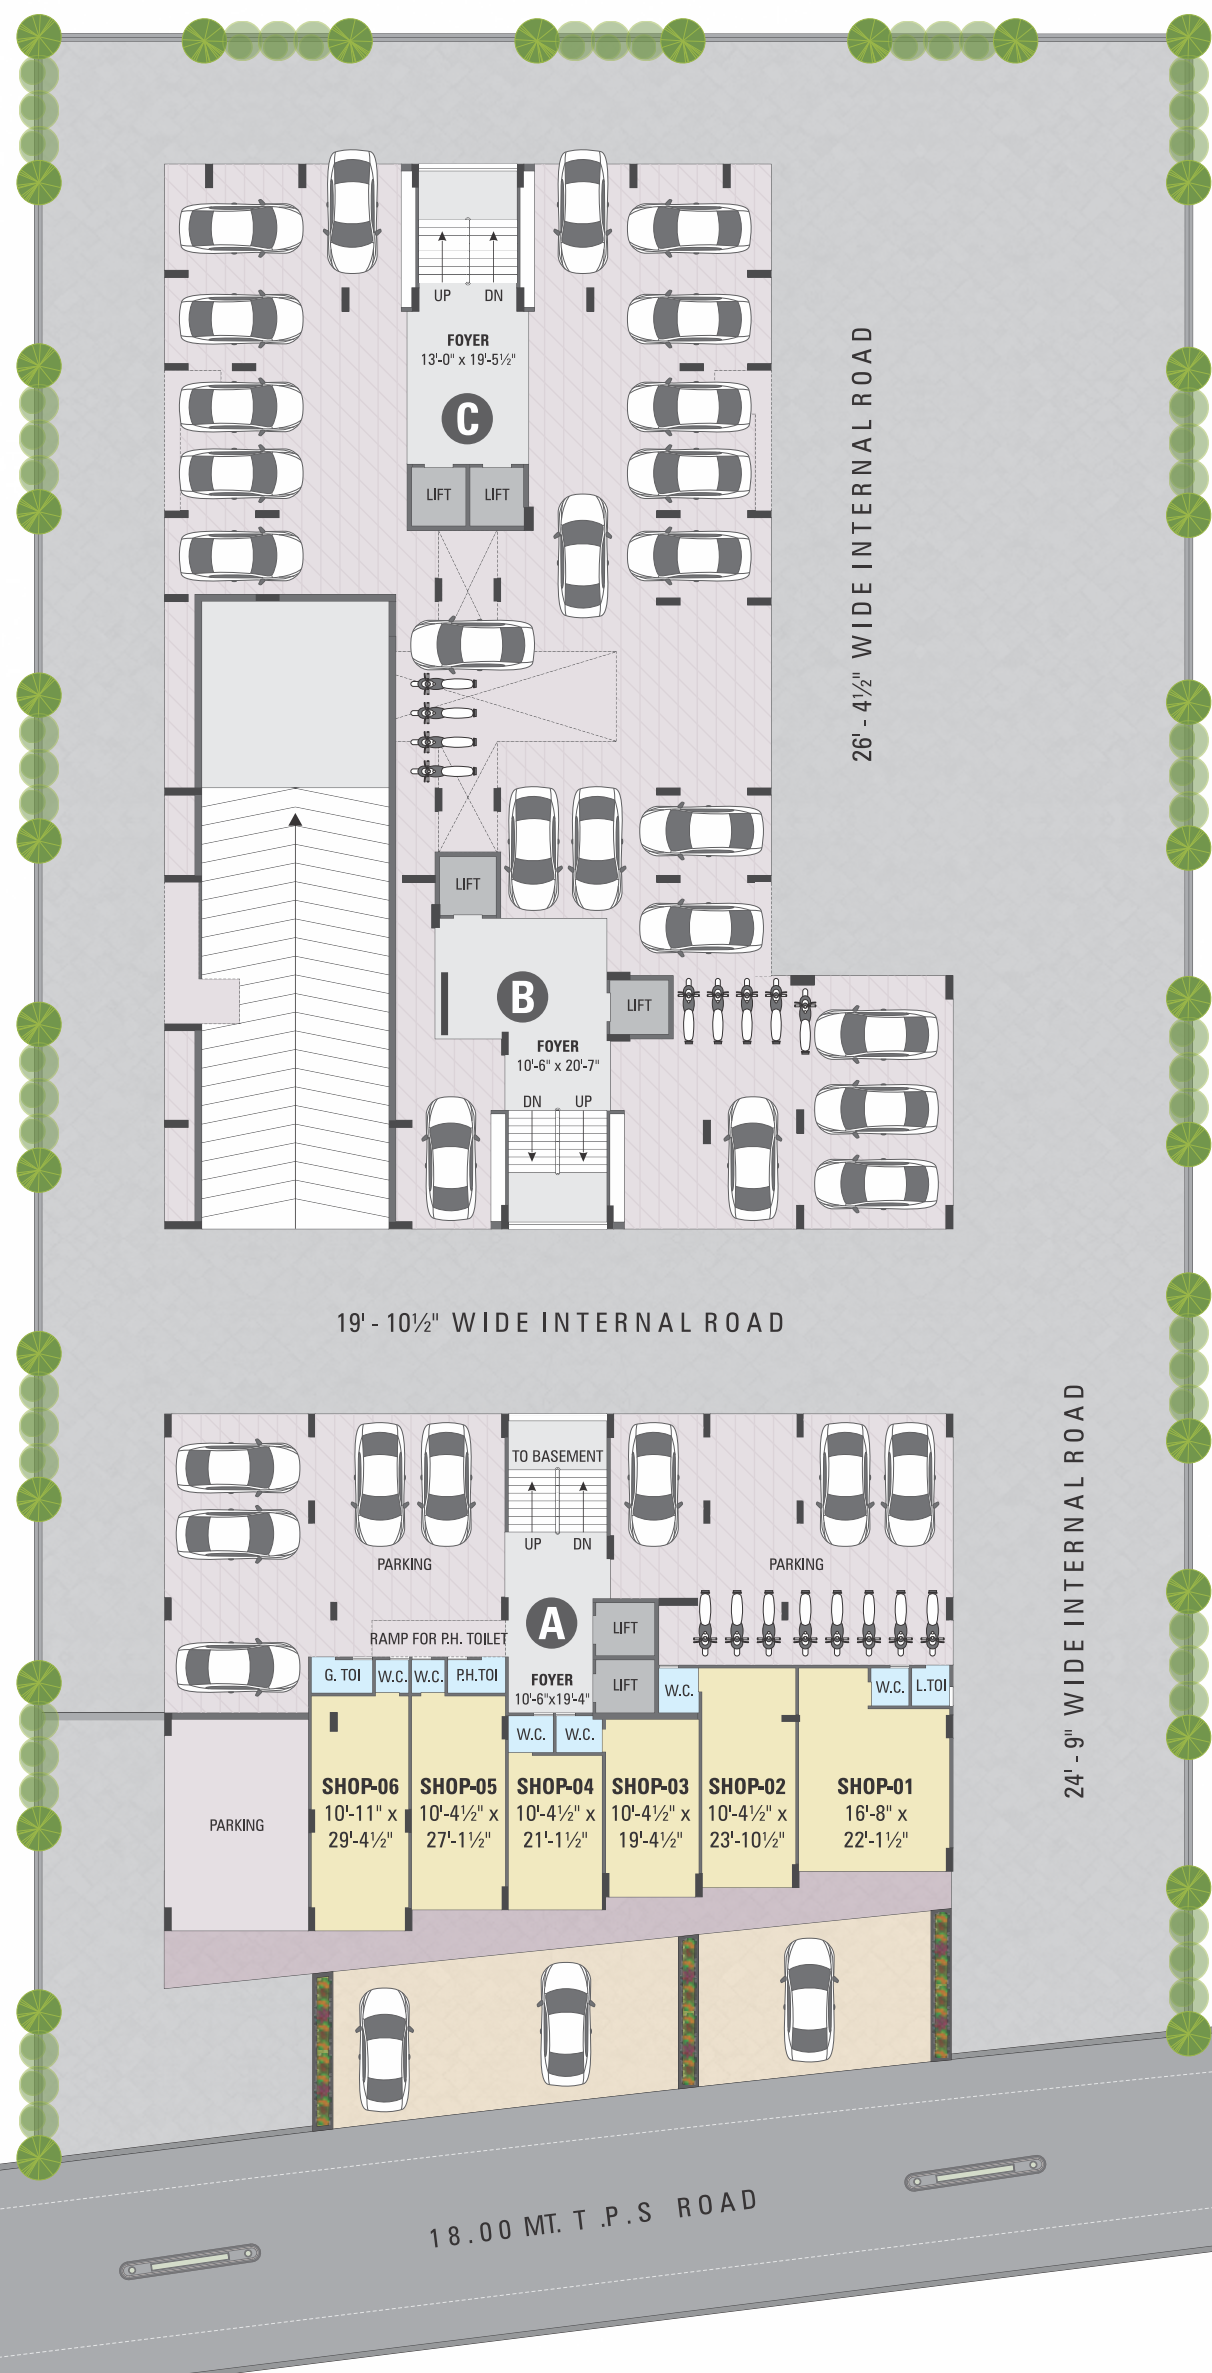 UP DN
FOYER
13'-0" x 19'-5½"
C
LIFT LIFT
26' - 4½" WIDE INTERNAL ROAD
LIFT
B
LIFT
FOYER
10'-6" x 20'-7"
DN UP
19' - 10½" WIDE INTERNAL ROAD
24' - 9" WIDE INTERNAL ROAD
TO BASEMENT
UP DN
PARKING
PARKING
A
LIFT
RAMP FOR P.H. TOILET
G. TOI W.C. W.C. P.H.TOI
FOYER
10'-6"x19'-4"
LIFT
W.C.
W.C. L.TOI
W.C. W.C.
SHOP-06
10'-11" x
29'-4½"
SHOP-05
10'-4½" x
27'-1½"
SHOP-04
10'-4½" x
21'-1½"
SHOP-03
10'-4½" x
19'-4½"
SHOP-02
10'-4½" x
23'-10½"
SHOP-01
16'-8" x
22'-1½"
PARKING
18.00 MT. T .P.S ROAD